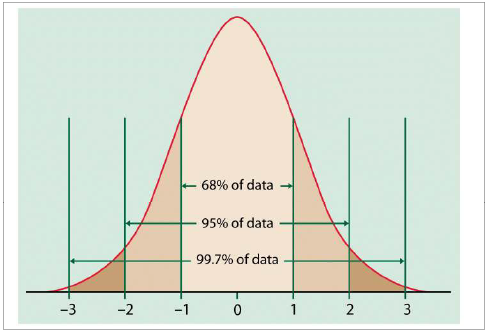 68% of data
95% of data
99.7% of data
–3 –2 –1 0 1 2 3